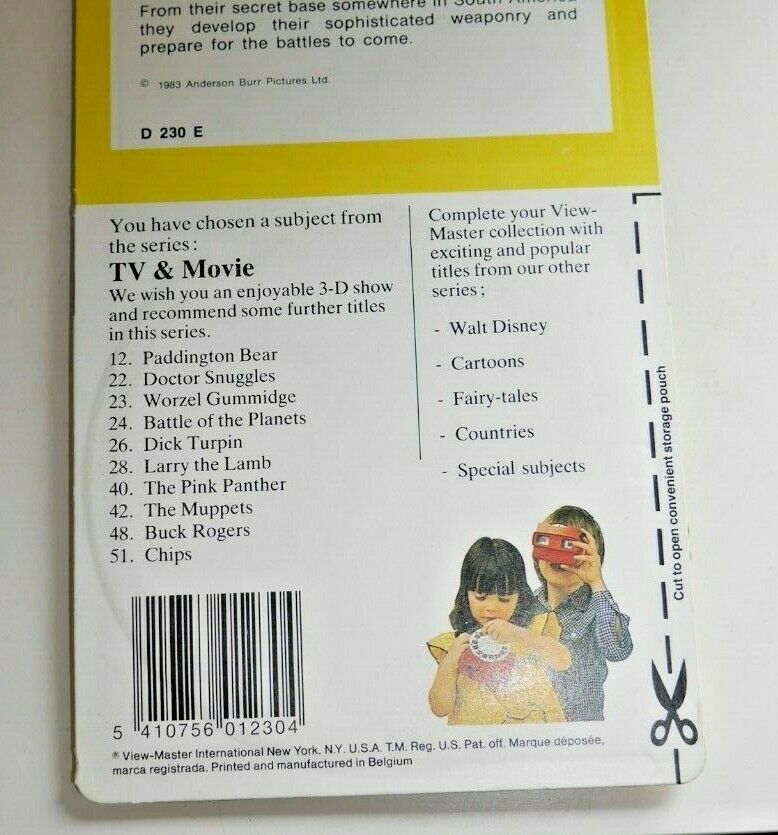 From their secret base somewhere in South America
they develop their sophisticated weaponry and
prepare for the battles to come.
© 1983 Anderson Burr Pictures Ltd.
D 230 E
You have chosen a subject from
the series :
TV & Movie
We wish you an enjoyable 3-D show
and recommend some further titles
in this series.
12. Paddington Bear
22. Doctor Snuggles
23. Worzel Gummidge
24. Battle of the Planets
26. Dick Turpin
28. Larry the Lamb
40. The Pink Panther
42. The Muppets
48. Buck Rogers
51. Chips
Complete your View-
Master collection with
exciting and popular
titles from our other
series ;
- Walt Disney
- Cartoons
- Fairy-tales
- Countries
- Special subjects
Cut to open convenient storage pouch
5 410756 012304
® View-Master International New York. N.Y. U.S.A. T.M. Reg. U.S. Pat. off. Marque déposée,
marca registrada. Printed and manufactured in Belgium